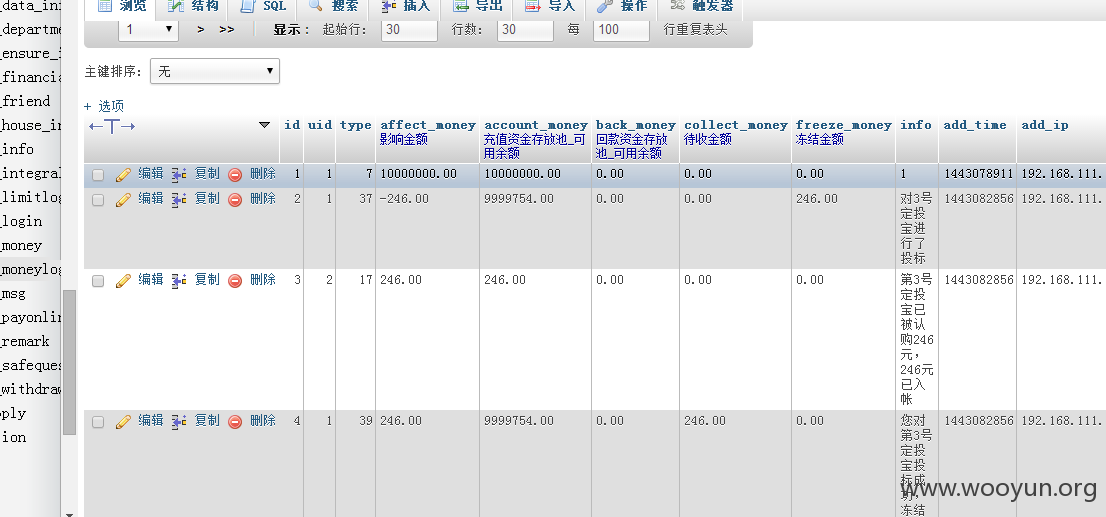 浏览 结构 SQL 搜索 插入 导出 导入 操作 触发器
1 > >> 显示： 起始行： 30 行数： 30 每 100 行重复表头
主键排序： 无
+ 选项
←T→ id uid type affect_money account_money back_money collect_money freeze_money info add_time add_ip
影响金额 充值资金存放池_可 回款资金存放 待收金额 冻结金额
用余额 池_可用余额
编辑 复制 删除 1 1 7 10000000.00 10000000.00 0.00 0.00 0.00 1 1443078911 192.168.111.
编辑 复制 删除 2 1 37 -246.00 9999754.00 0.00 0.00 246.00 对3号 1443082856 192.168.111.
定投
宝进
行了
投标
编辑 复制 删除 3 2 17 246.00 246.00 0.00 0.00 0.00 第3号 1443082856 192.168.111.
定投
宝已
被认
购246
元，
246元
已入
帐
编辑 复制 删除 4 1 39 246.00 9999754.00 0.00 246.00 0.00 您对 1443082856 192.168.111.
第3号
定投
宝投
标成
功，
冻结
_data_ini
_departme
_ensure_i
_financia
_friend
_house_in
_info
_integral
_limitlog
_login
_money
_moneylog
_msg
_payonlin
_remark
_safeques
_withdraw
ply
ion
www.wooyun.org